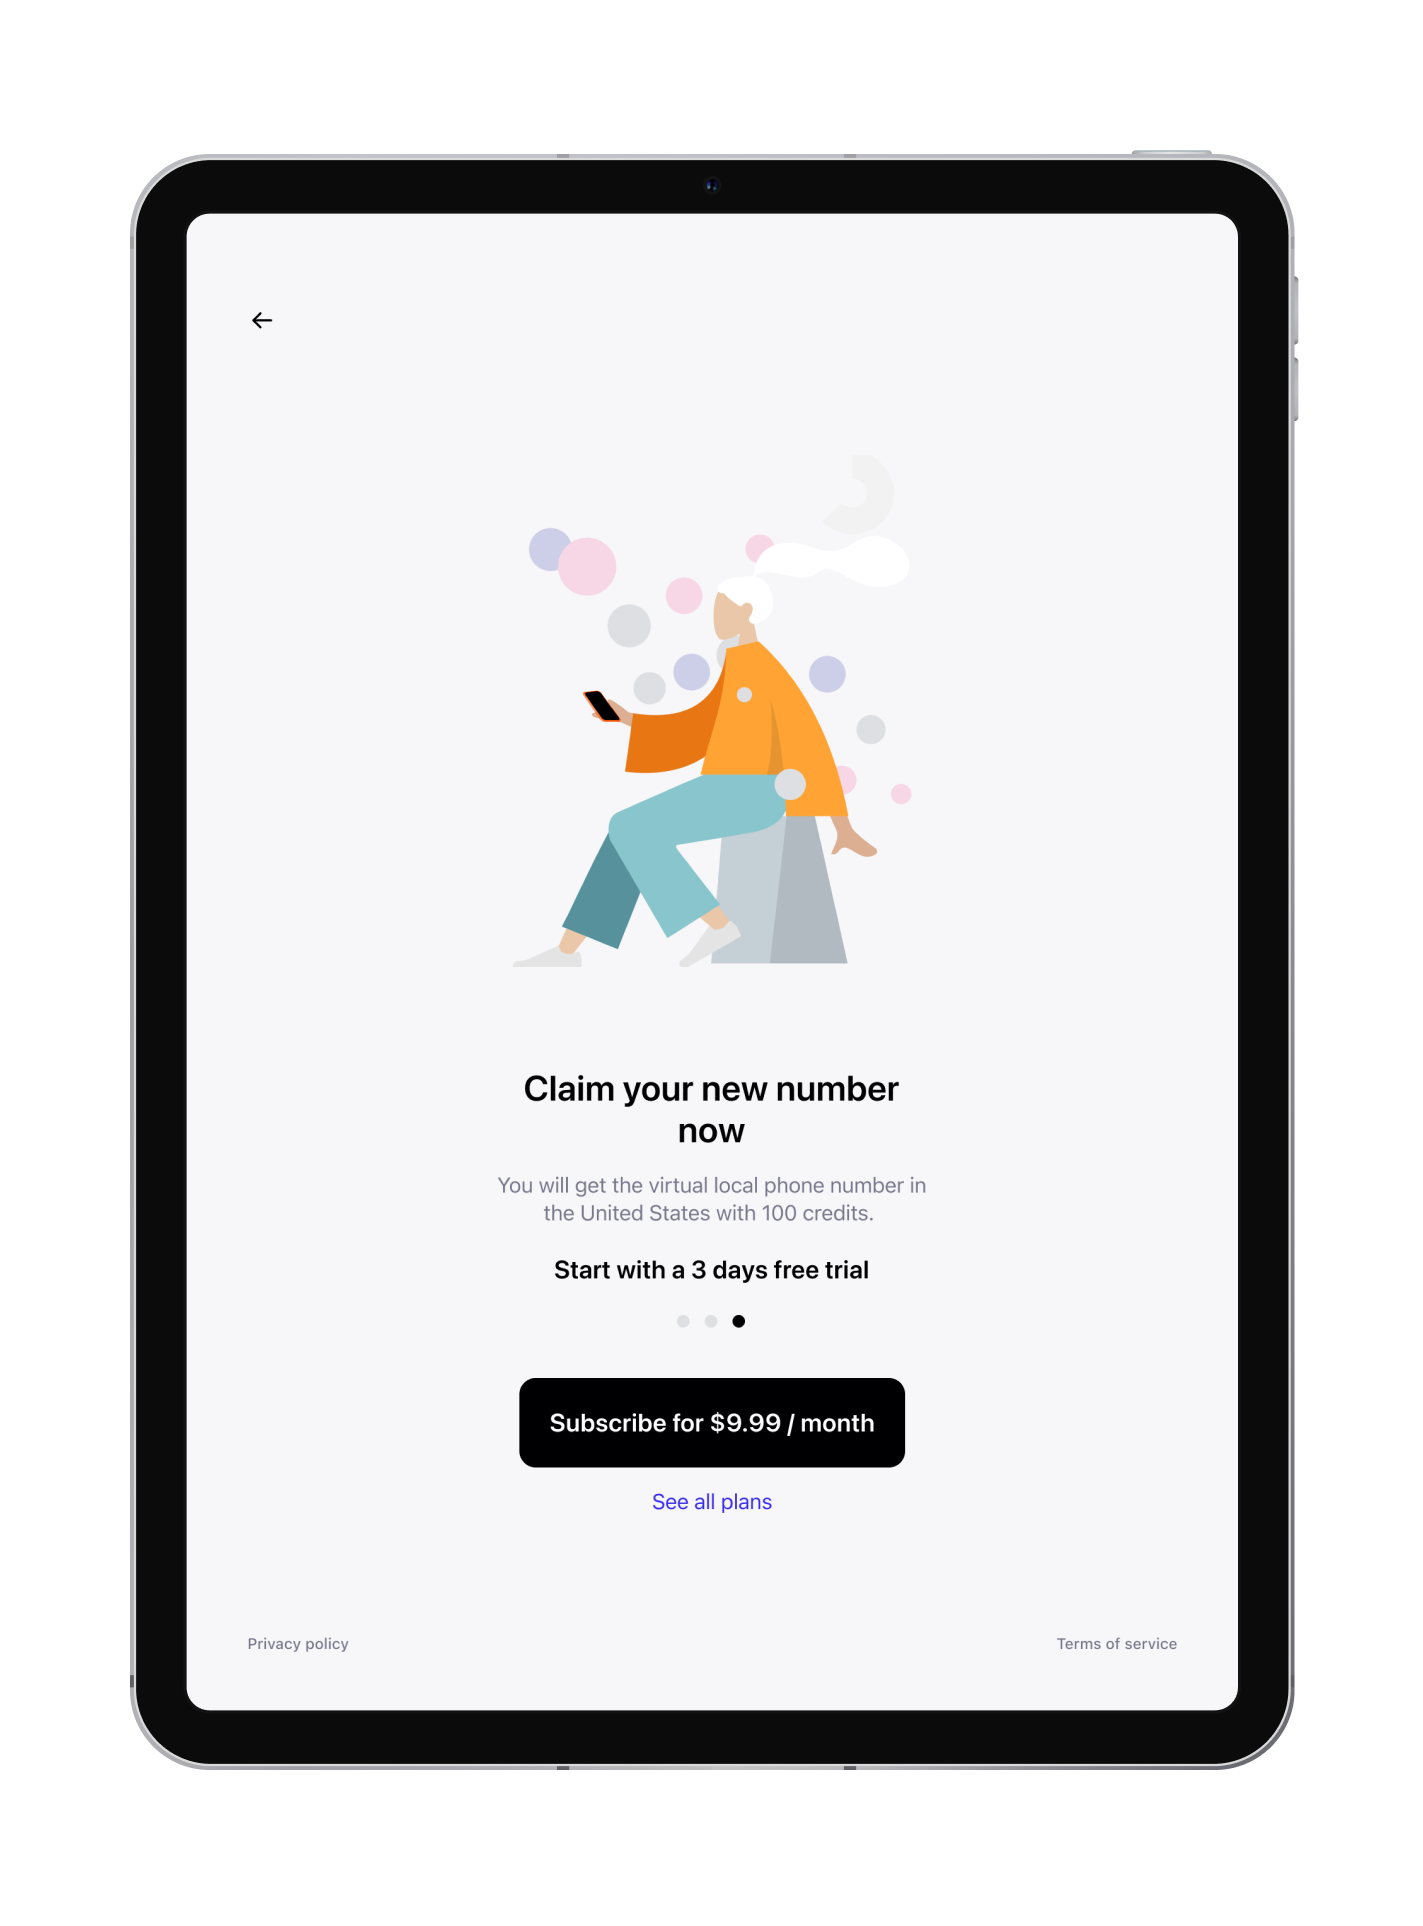 Claim your new number
now
You will get the virtual local phone number in
the United States with 100 credits.
Start with a 3 days free trial
Subscribe for $9.99 / month
See all plans
Privacy policy
Terms of service